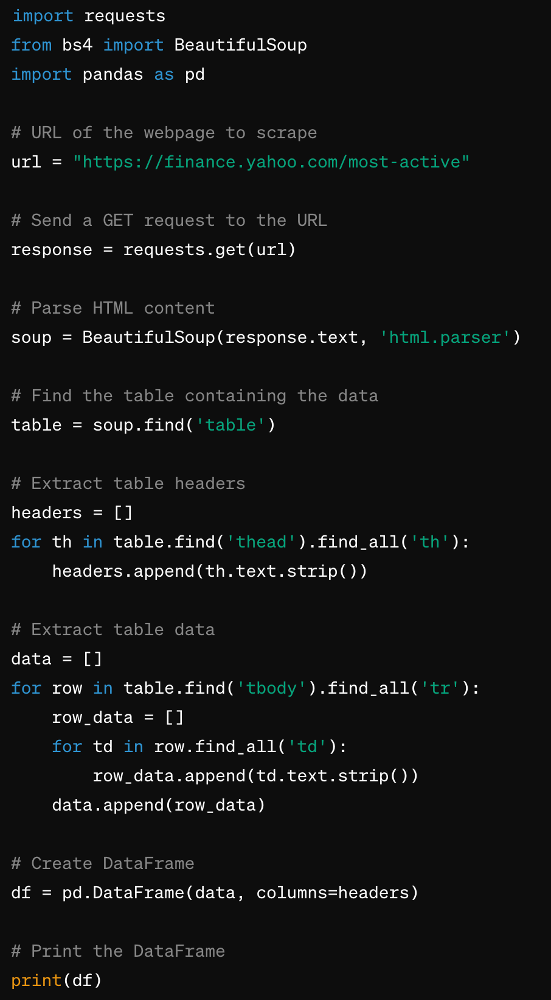 import requests
from bs4 import BeautifulSoup
import pandas as pd
# URL of the webpage to scrape
url = "https://finance.yahoo.com/most-active"
# Send a GET request to the URL
response = requests.get(url)
# Parse HTML content
soup = BeautifulSoup(response.text, 'html.parser')
# Find the table containing the data
table = soup.find('table')
# Extract table headers
headers = []
for th in table.find('thead').find_all('th'):
    headers.append(th.text.strip())
# Extract table data
data = []
for row in table.find('tbody').find_all('tr'):
    row_data = []
    for td in row.find_all('td'):
        row_data.append(td.text.strip())
    data.append(row_data)
# Create DataFrame
df = pd.DataFrame(data, columns=headers)
# Print the DataFrame
print(df)